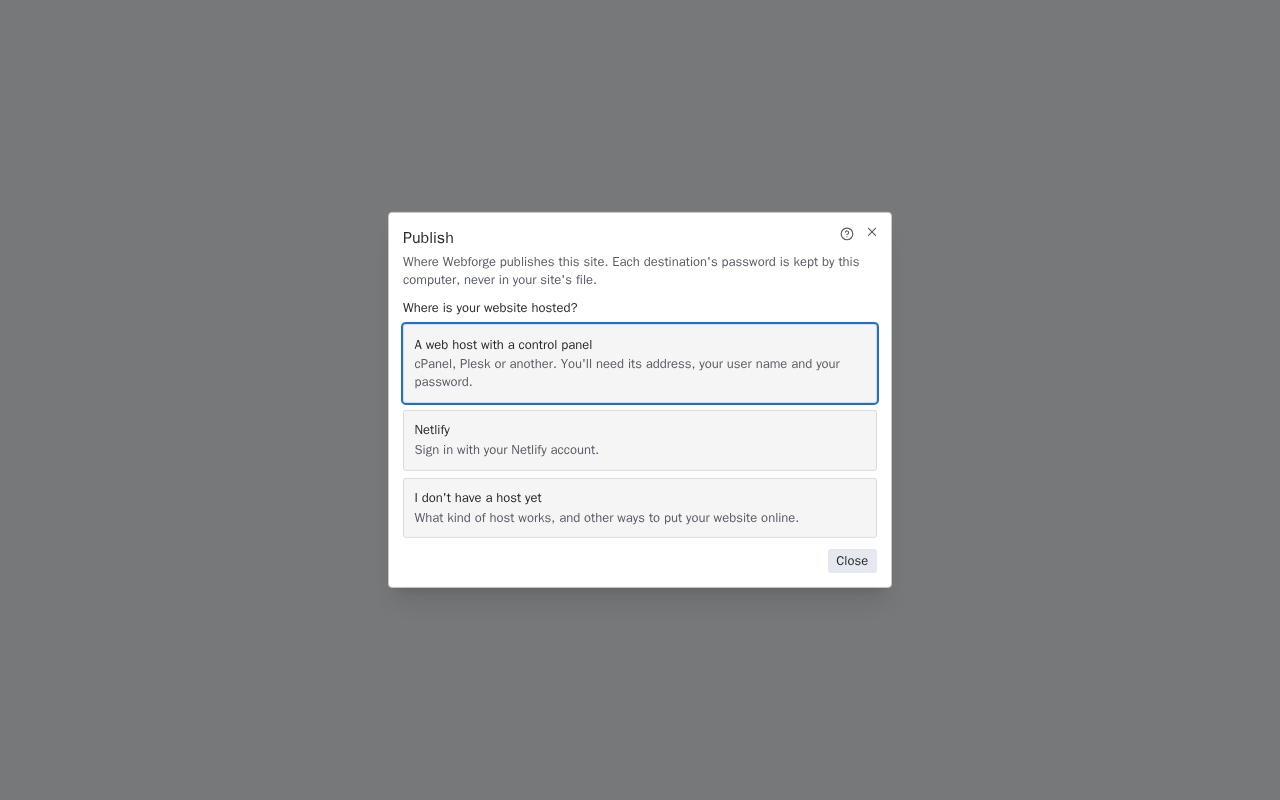 Publish
Where Webforge publishes this site. Each destination's password is kept by this
computer, never in your site's file.
Where is your website hosted?
A web host with a control panel
cPanel, Plesk or another. You'll need its address, your user name and your
password.
Netlify
Sign in with your Netlify account.
I don't have a host yet
What kind of host works, and other ways to put your website online.
Close